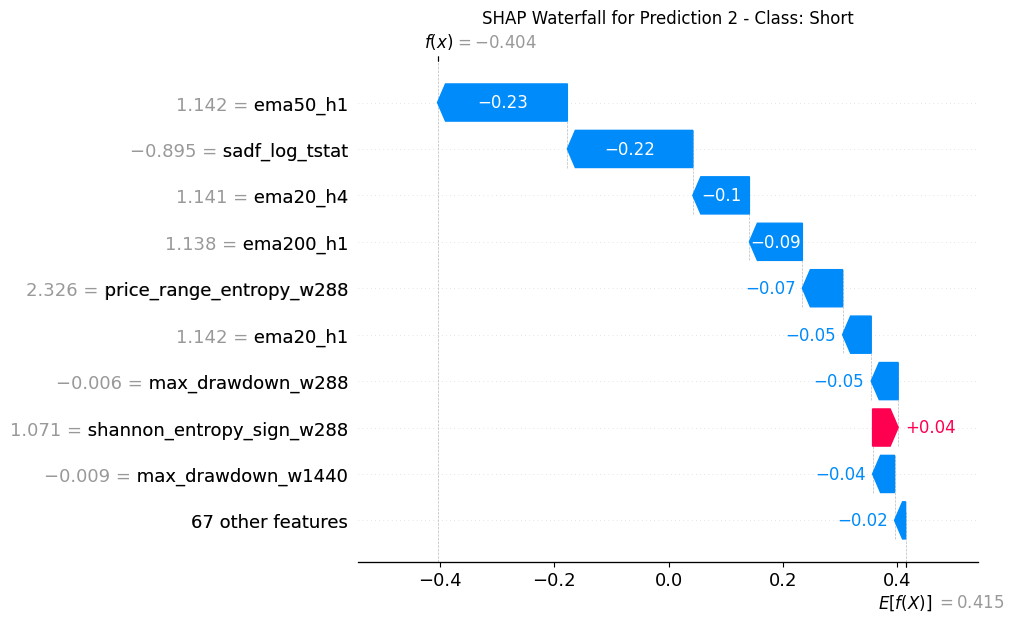 SHAP Waterfall for Prediction 2 - Class: Short
f(x) = −0.404
1.142 = ema50_h1
−0.23
−0.895 = sadf_log_tstat
−0.22
1.141 = ema20_h4
−0.1
1.138 = ema200_h1
−0.09
2.326 = price_range_entropy_w288
−0.07
1.142 = ema20_h1
−0.05
−0.006 = max_drawdown_w288
−0.05
1.071 = shannon_entropy_sign_w288
+0.04
−0.009 = max_drawdown_w1440
−0.04
67 other features
−0.02
−0.4 −0.2 0.0 0.2 0.4
E[f(X)] = 0.415